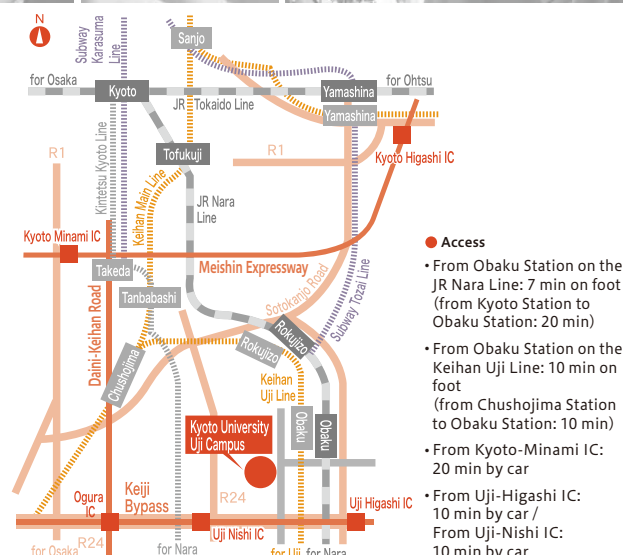 N
Subway
Karasuma
Line
Sanjo
for Osaka
Kyoto
JR Tokaido Line
Yamashina
for Ohtsu
Yamashina
R1
Kintetsu Kyoto Line
Tofukuji
R1
Kyoto Higashi IC
Keihan Main Line
JR Nara
Line
Kyoto Minami IC
Takeda
Meishin Expressway
Tanbabashi
Sotokanjo Road
Subway Tozai Line
Daini-Keihan Road
Chushojima
Rokujizo
Rokujizo
Keihan
Uji Line
Kyoto University
Uji Campus
Obaku
Obaku
Ogura
IC
Keiji
Bypass
R24
Uji Nishi IC
Uji Higashi IC
for Osaka
R24
for Nara
for Uji
for Nara
Access
• From Obaku Station on the
JR Nara Line: 7 min on foot
(from Kyoto Station to
Obaku Station: 20 min)
• From Obaku Station on the
Keihan Uji Line: 10 min on
foot
(from Chushojima Station
to Obaku Station: 10 min)
• From Kyoto-Minami IC:
20 min by car
• From Uji-Higashi IC:
10 min by car /
From Uji-Nishi IC:
10 min by car